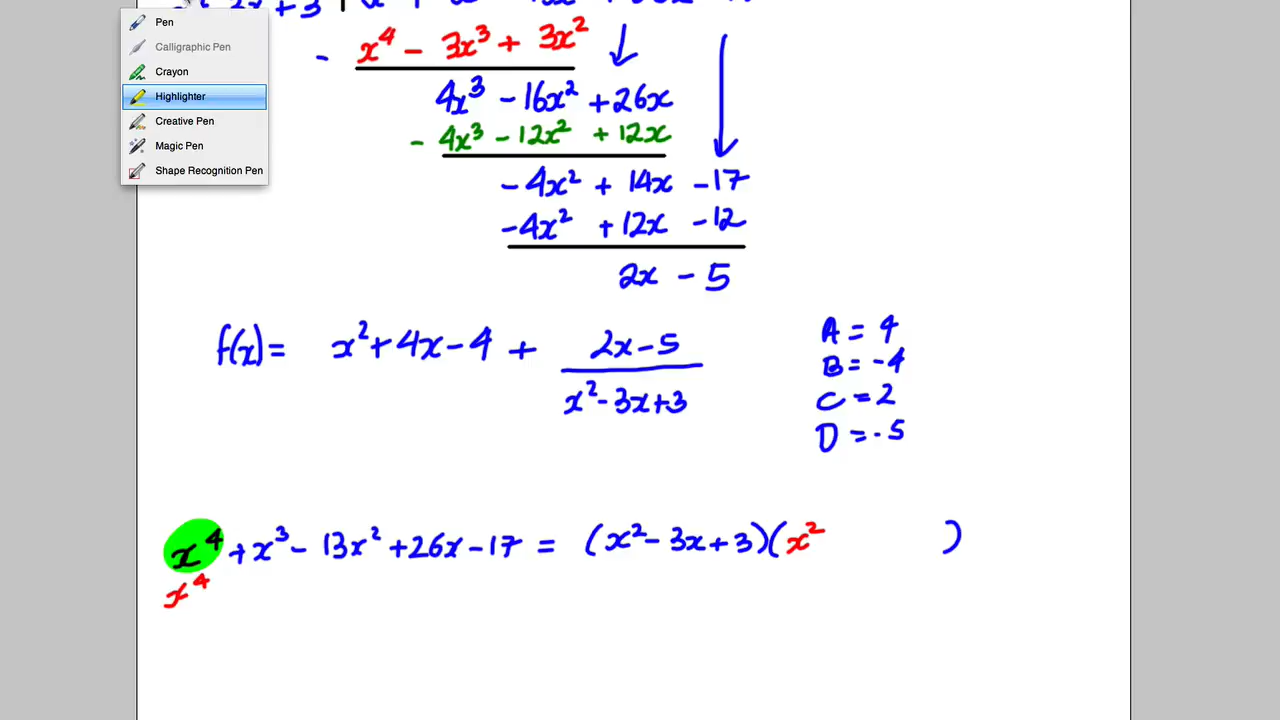 Pen
Calligraphic Pen
Crayon
Highlighter
Creative Pen
Magic Pen
Shape Recognition Pen
- x⁴ - 3x³ + 3x²
4x³ - 16x² + 26x
- 4x³ - 12x² + 12x
- 4x² + 14x - 17
- 4x² + 12x - 12
2x - 5
f(x) = x² + 4x - 4 + 2x - 5
x² - 3x + 3
A = 4
B = -4
C = 2
D = -5
x⁴ + x³ - 13x² + 26x - 17 = (x² - 3x + 3)(x² )
x⁴